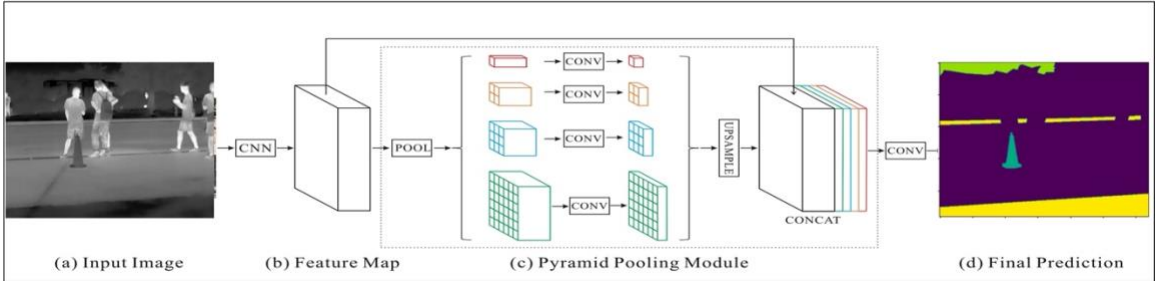 CNN
POOL
CONV
CONV
CONV
CONV
UPSAMPLE
CONCAT
CONV
(a) Input Image
(b) Feature Map
(c) Pyramid Pooling Module
(d) Final Prediction